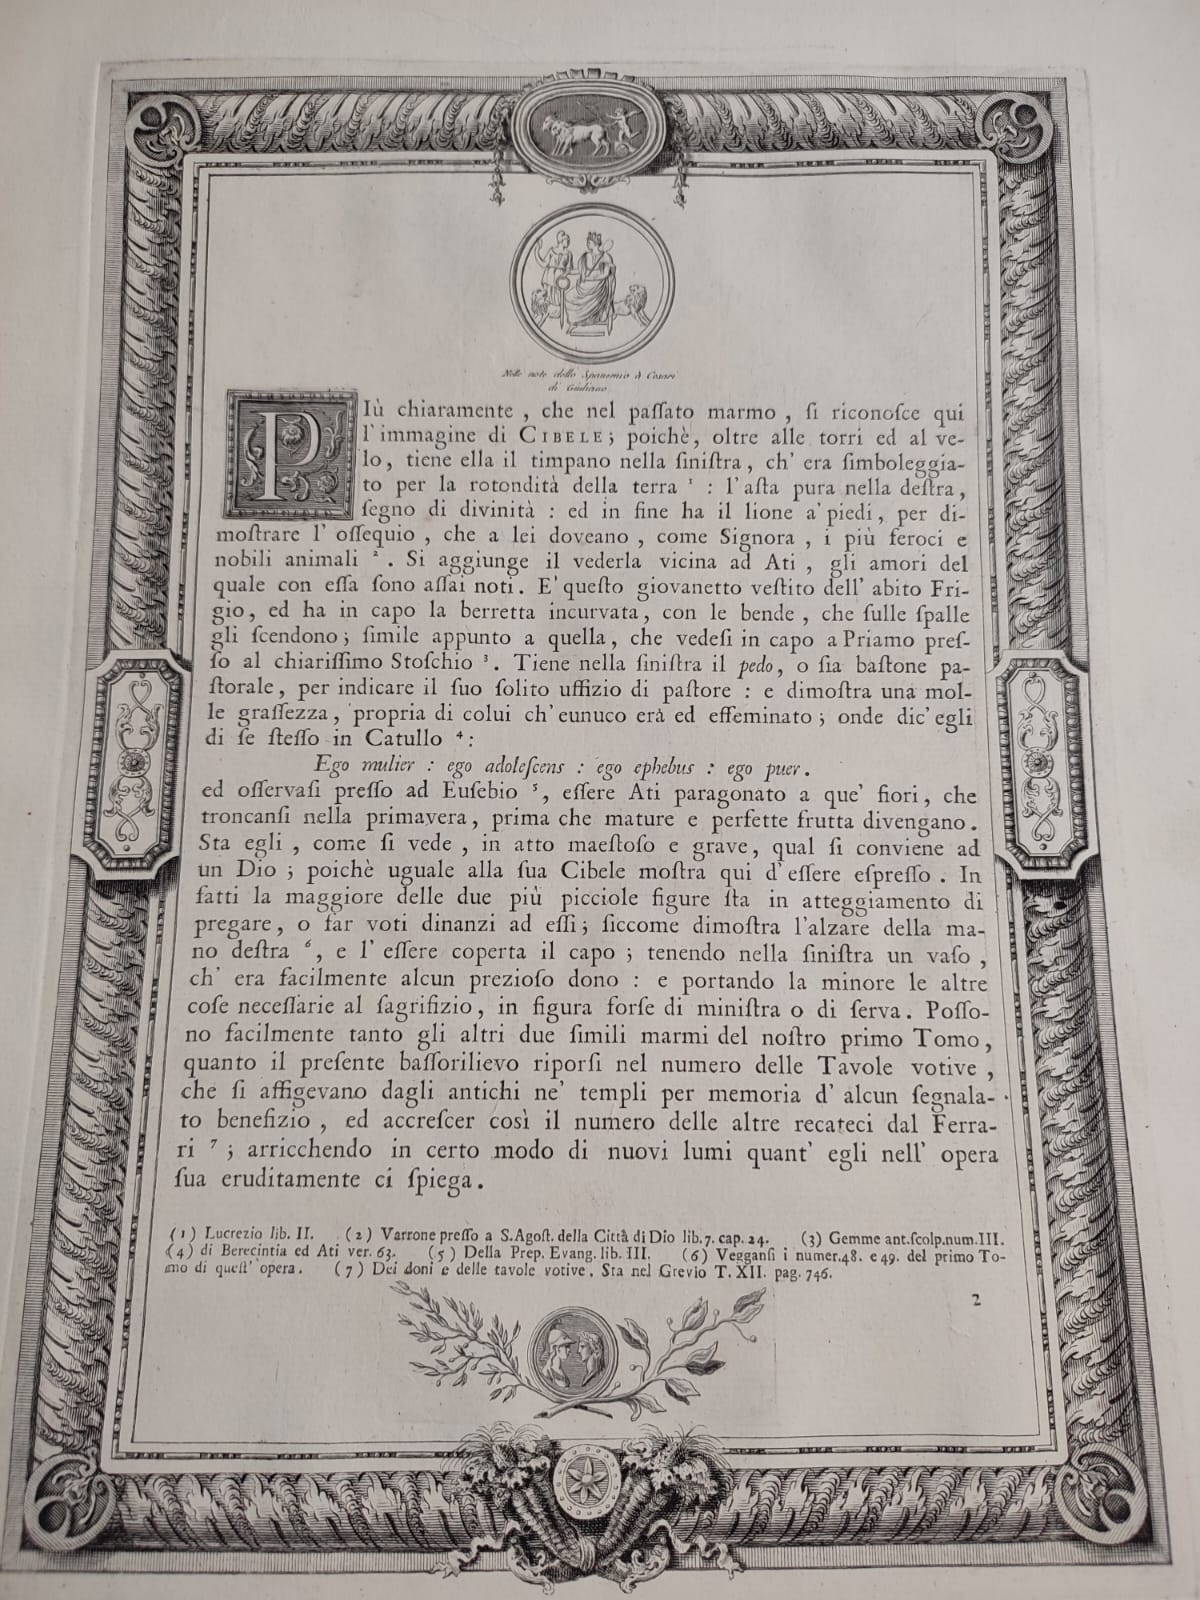 Nelle note dello Spanemio à Cesari
di Giuliano.
PIù chiaramente, che nel paſſato marmo, ſi riconoſce qui
l'immagine di CIBELE; poichè, oltre alle torri ed al ve-
lo, tiene ella il timpano nella ſiniſtra, ch' era ſimboleggia-
to per la rotondità della terra ¹ : l'aſta pura nella deſtra,
ſegno di divinità : ed in fine ha il lione a' piedi, per di-
moſtrare l' oſſequio, che a lei doveano, come Signora, i più feroci e
nobili animali ². Si aggiunge il vederla vicina ad Ati, gli amori del
quale con eſſa ſono aſſai noti. E' queſto giovanetto veſtito dell' abito Fri-
gio, ed ha in capo la berretta incurvata, con le bende, che ſulle ſpalle
gli ſcendono; ſimile appunto a quella, che vedeſi in capo a Priamo preſ-
ſo al chiariſſimo Stoſchio ³. Tiene nella ſiniſtra il pedo, o ſia baſtone pa-
ſtorale, per indicare il ſuo ſolito uffizio di paſtore : e dimoſtra una mol-
le graſſezza, propria di colui ch' eunuco erà ed effeminato; onde dic' egli
di ſe ſteſſo in Catullo ⁴:
Ego mulier : ego adoleſcens : ego ephebus : ego puer.
ed oſſervaſi preſſo ad Euſebio ⁵, eſſere Ati paragonato a que' fiori, che
troncanſi nella primavera, prima che mature e perfette frutta divengano.
Sta egli, come ſi vede, in atto maeſtoſo e grave, qual ſi conviene ad
un Dio; poichè uguale alla ſua Cibele moſtra qui d' eſſere eſpreſſo. In
fatti la maggiore delle due più picciole figure ſta in atteggiamento di
pregare, o far voti dinanzi ad eſſi; ſiccome dimoſtra l'alzare della ma-
no deſtra ⁶, e l' eſſere coperta il capo; tenendo nella ſiniſtra un vaſo,
ch' era facilmente alcun prezioſo dono : e portando la minore le altre
coſe neceſſarie al ſagrifizio, in figura forſe di miniſtra o di ſerva. Poſſo-
no facilmente tanto gli altri due ſimili marmi del noſtro primo Tomo,
quanto il preſente baſſorilievo riporſi nel numero delle Tavole votive,
che ſi affigevano dagli antichi ne' templi per memoria d' alcun ſegnala-
to benefizio, ed accreſcer così il numero delle altre recateci dal Ferra-
ri ⁷; arricchendo in certo modo di nuovi lumi quant' egli nell' opera
ſua eruditamente ci ſpiega.
(1) Lucrezio lib. II. (2) Varrone preſſo a S. Agoſt. della Città di Dio lib. 7. cap. 24. (3) Gemme ant. ſcolp. num. III.
(4) di Berecintia ed Ati ver. 63. (5) Della Prep. Evang. lib. III. (6) Vegganſi i numer. 48. e 49. del primo To-
mo di queſt' opera. (7) Dei doni e delle tavole votive. Sta nel Grevio T. XII. pag. 746.
2